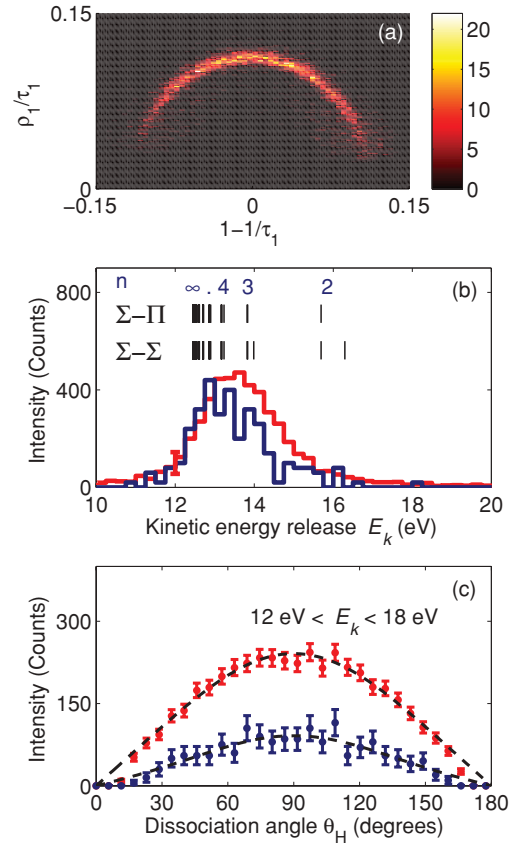 0.15
(a)
ρ1/τ1
0
−0.15
0
0.15
1−1/τ1
20
15
10
5
0
n
∞ . 4 3 2
(b)
Σ−Π
Σ−Σ
800
400
0
Intensity (Counts)
10 12 14 16 18 20
Kinetic energy release Ek (eV)
(c)
12 eV < Ek < 18 eV
300
150
0
Intensity (Counts)
0 30 60 90 120 150 180
Dissociation angle θH (degrees)